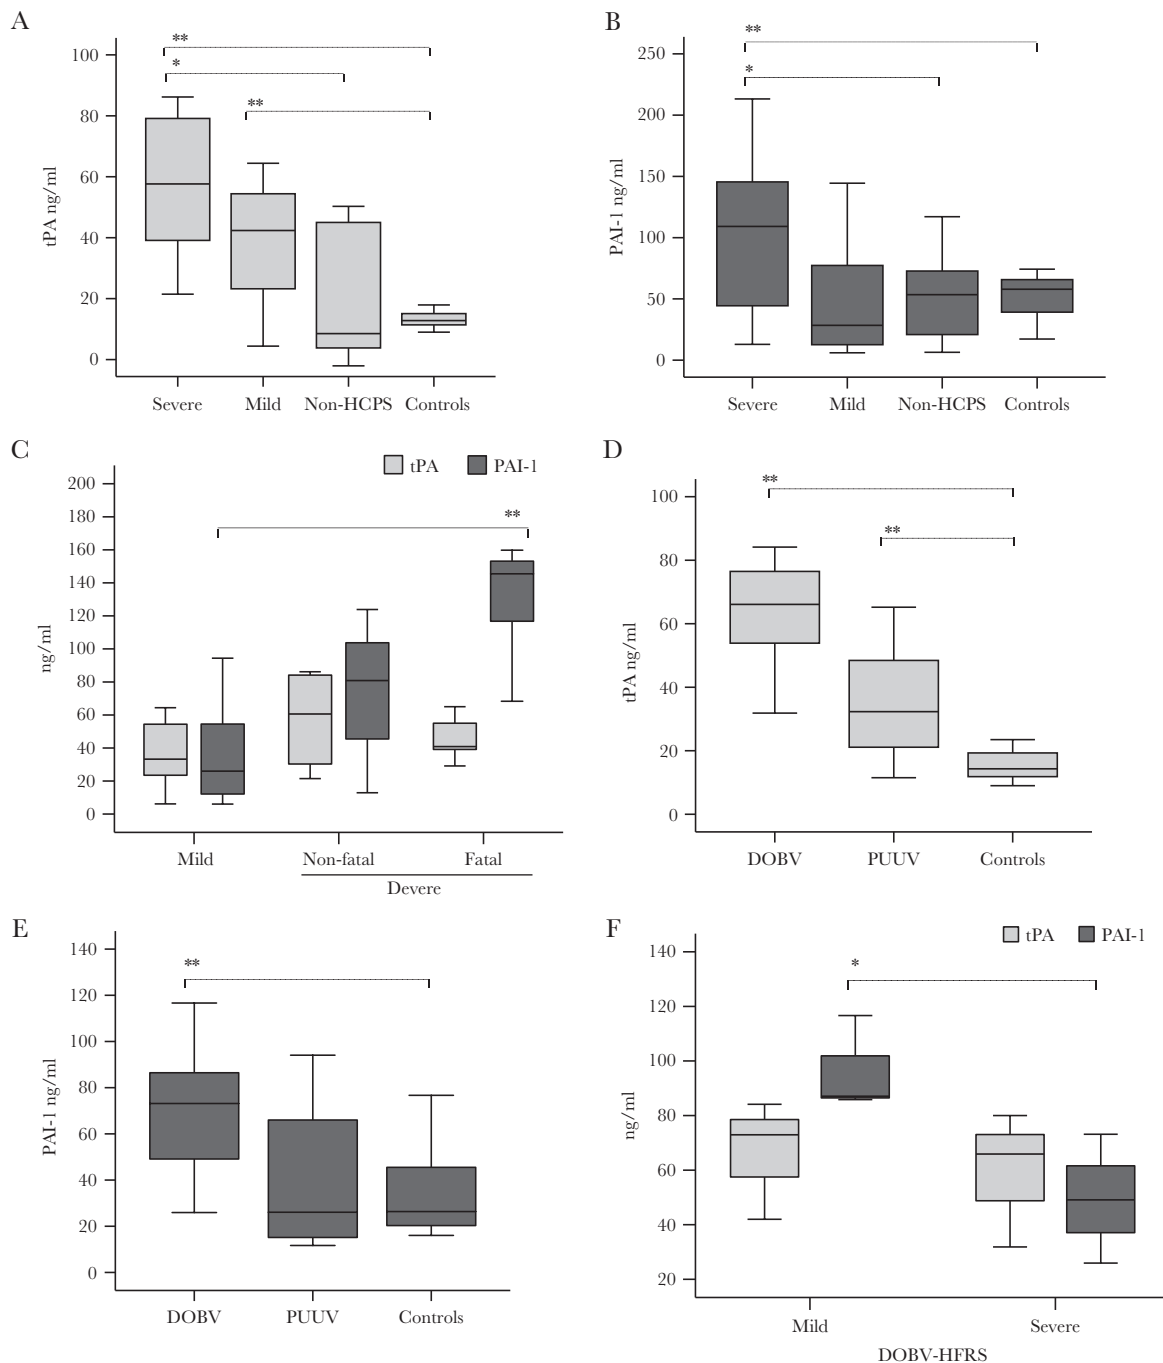 A
tPA ng/ml
100
80
60
40
20
0
**
*
**
Severe Mild Non-HCPS Controls
B
PAI-1 ng/ml
250
200
150
100
50
0
**
*
Severe Mild Non-HCPS Controls
C
tPA PAI-1
ng/ml
200
180
160
140
120
100
80
60
40
20
0
**
Mild Non-fatal Fatal
Devere
D
tPA ng/ml
100
80
60
40
20
0
**
**
DOBV PUUV Controls
E
PAI-1 ng/ml
140
120
100
80
60
40
20
0
**
DOBV PUUV Controls
F
tPA PAI-1
ng/ml
140
120
100
80
60
40
20
*
Mild Severe
DOBV-HFRS